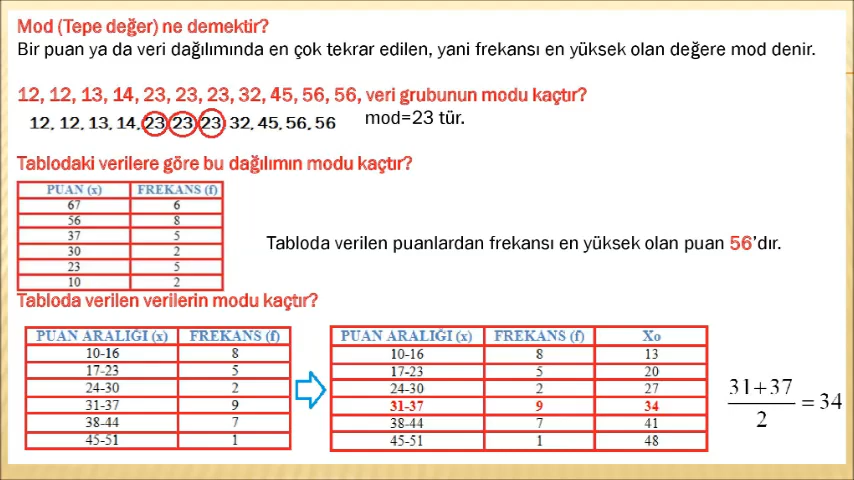 Mod (Tepe değer) ne demektir?
Bir puan ya da veri dağılımında en çok tekrar edilen, yani frekansı en yüksek olan değere mod denir.
12, 12, 13, 14, 23, 23, 23, 32, 45, 56, 56, veri grubunun modu kaçtır?
12, 12, 13, 14, 23, 23, 23, 32, 45, 56, 56 mod=23 tür.
Tablodaki verilere göre bu dağılımın modu kaçtır?
PUAN (x) FREKANS (f)
67 6
56 8
37 5
30 2
23 5
10 2
Tabloda verilen puanlardan frekansı en yüksek olan puan 56'dır.
Tabloda verilen verilerin modu kaçtır?
PUAN ARALIĞI (x) FREKANS (f)
10-16 8
17-23 5
24-30 2
31-37 9
38-44 7
45-51 1
PUAN ARALIĞI (x) FREKANS (f) Xo
10-16 8 13
17-23 5 20
24-30 2 27
31-37 9 34
38-44 7 41
45-51 1 48
31+37
2
= 34